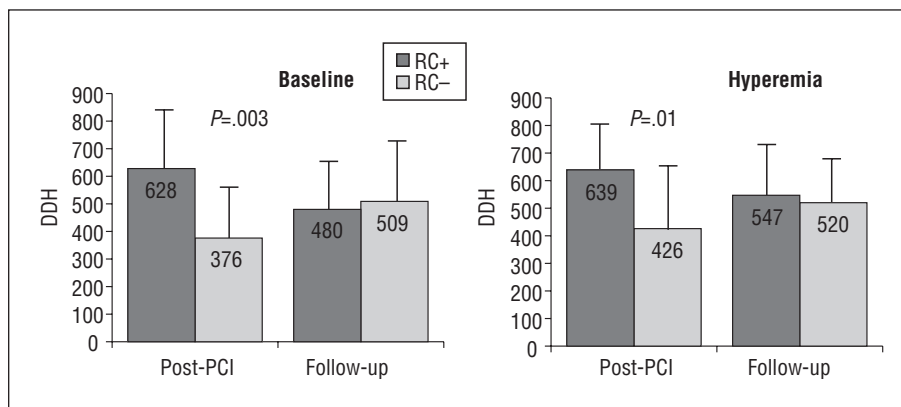 RC+
RC–
Baseline
900
800
700
600
500
400
300
200
100
0
DDH
P=.003
628
376
480
509
Post-PCI
Follow-up
Hyperemia
900
800
700
600
500
400
300
200
100
0
DDH
P=.01
639
426
547
520
Post-PCI
Follow-up